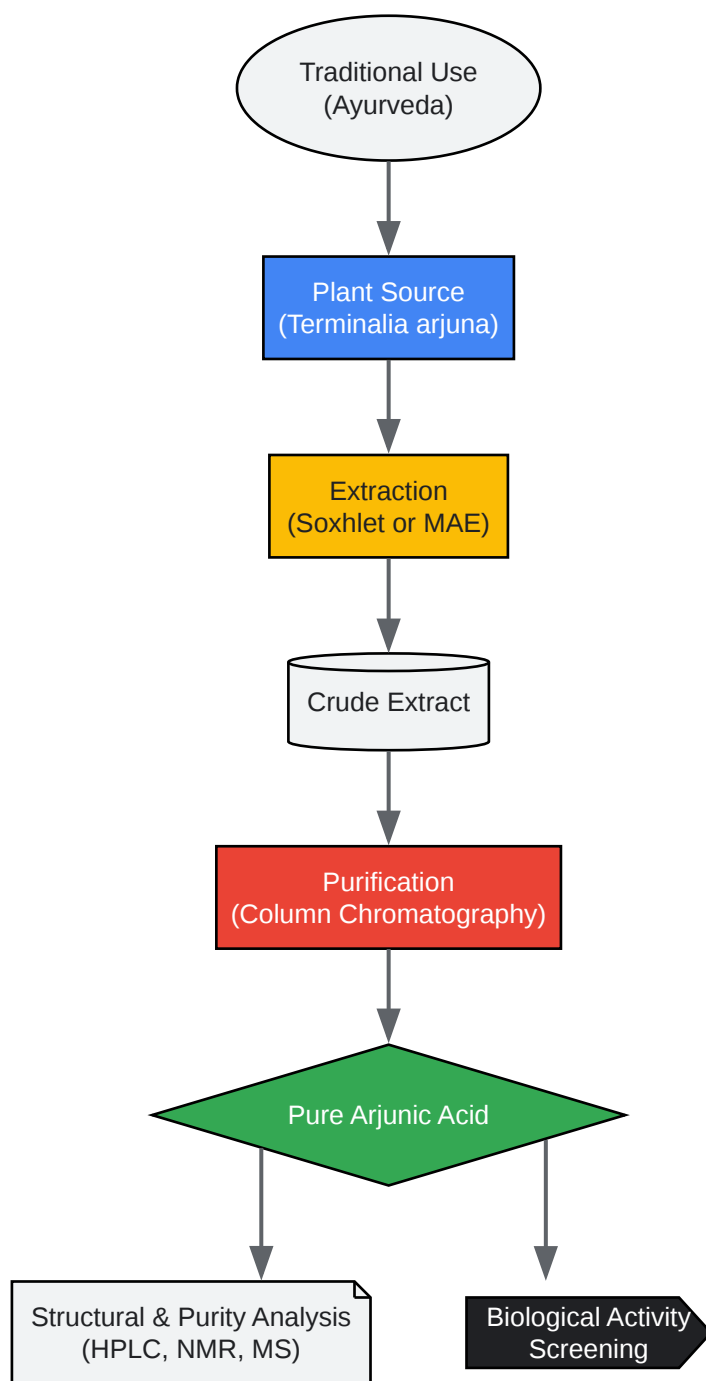 Traditional Use
(Ayurveda)
Plant Source
(Terminalia arjuna)
Extraction
(Soxhlet or MAE)
Crude Extract
Purification
(Column Chromatography)
Pure Arjunic Acid
Structural & Purity Analysis
(HPLC, NMR, MS)
Biological Activity
Screening